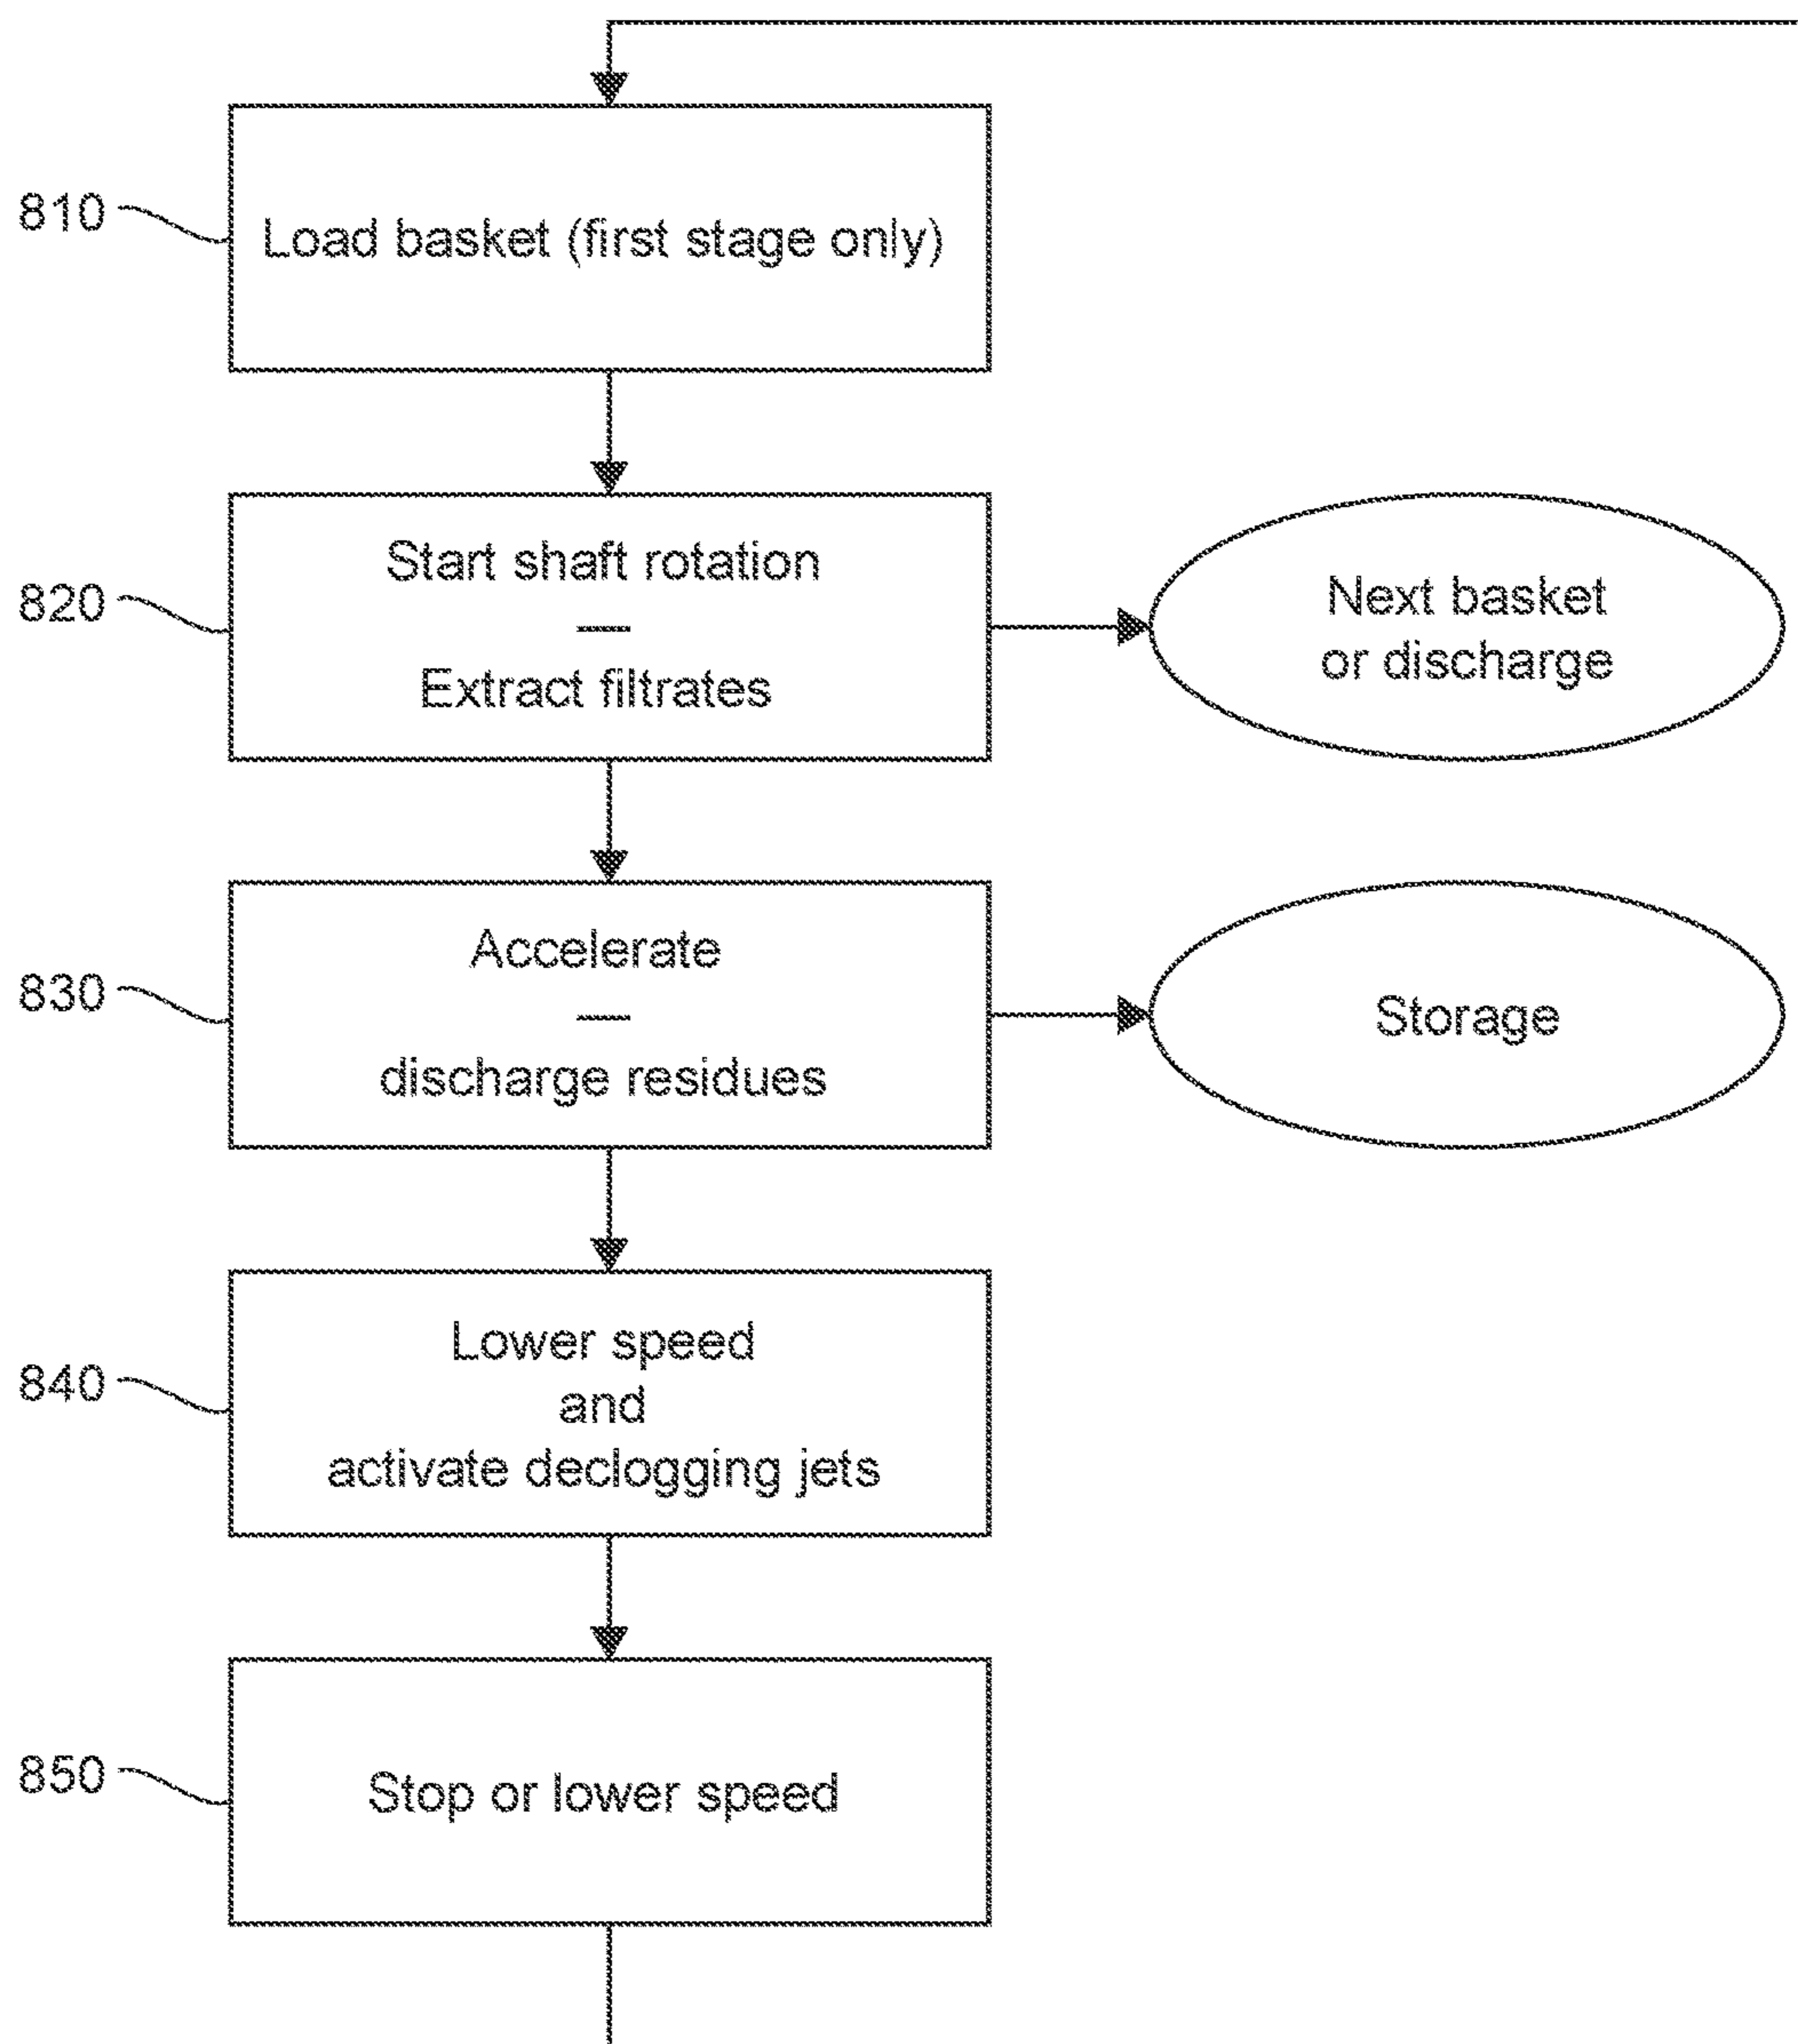 810
Load basket (first stage only)
820
Start shaft rotation
—
Extract filtrates
Next basket
or discharge
830
Accelerate
—
discharge residues
Storage
840
Lower speed
and
activate declogging jets
850
Stop or lower speed